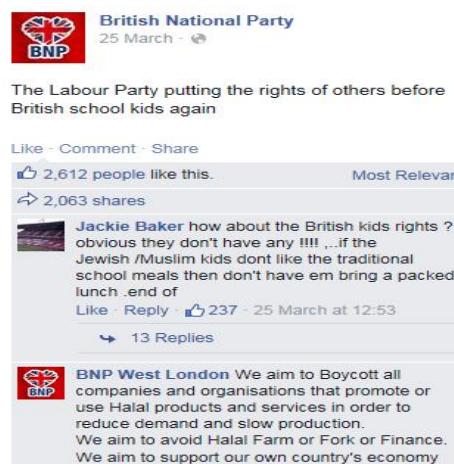 BNP
British National Party
25 March ·
The Labour Party putting the rights of others before
British school kids again
Like · Comment · Share
2,612 people like this.
Most Relevan
2,063 shares
Jackie Baker how about the British kids rights ?
obvious they don't have any !!!! ,..if the
Jewish /Muslim kids dont like the traditional
school meals then don't have em bring a packed
lunch .end of
Like · Reply · 237 · 25 March at 12:53
13 Replies
BNP
BNP West London We aim to Boycott all
companies and organisations that promote or
use Halal products and services in order to
reduce demand and slow production.
We aim to avoid Halal Farm or Fork or Finance.
We aim to support our own country's economy